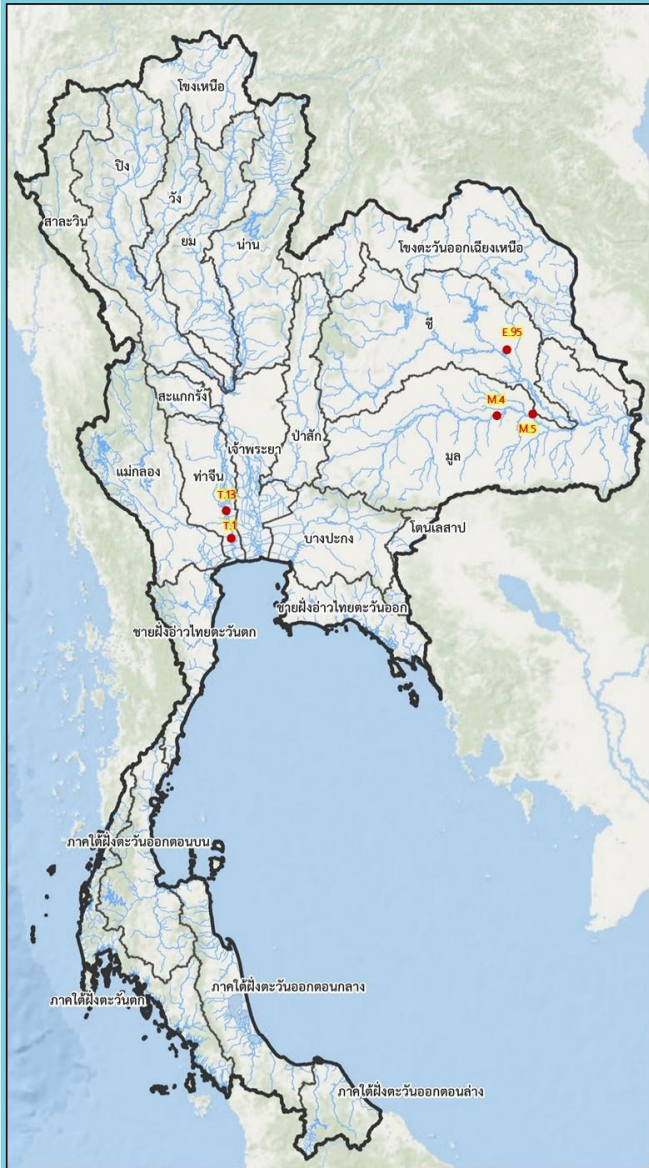 โขงเหนือ
ปิง
วัง
สาละวิน
ยม
น่าน
โขงตะวันออกเฉียงเหนือ
ชี
E.95
สะแกกรัง
M.4
ป่าสัก
เจ้าพระยา
M.5
มูล
แม่กลอง
ท่าจีน
T.13
T.1
โตนเลสาป
บางปะกง
ชายฝั่งอ่าวไทยตะวันออก
ชายฝั่งอ่าวไทยตะวันตก
ภาคใต้ฝั่งตะวันออกตอนบน
ภาคใต้ฝั่งตะวันออกตอนกลาง
ภาคใต้ฝั่งตะวันตก
ภาคใต้ฝั่งตะวันออกตอนล่าง